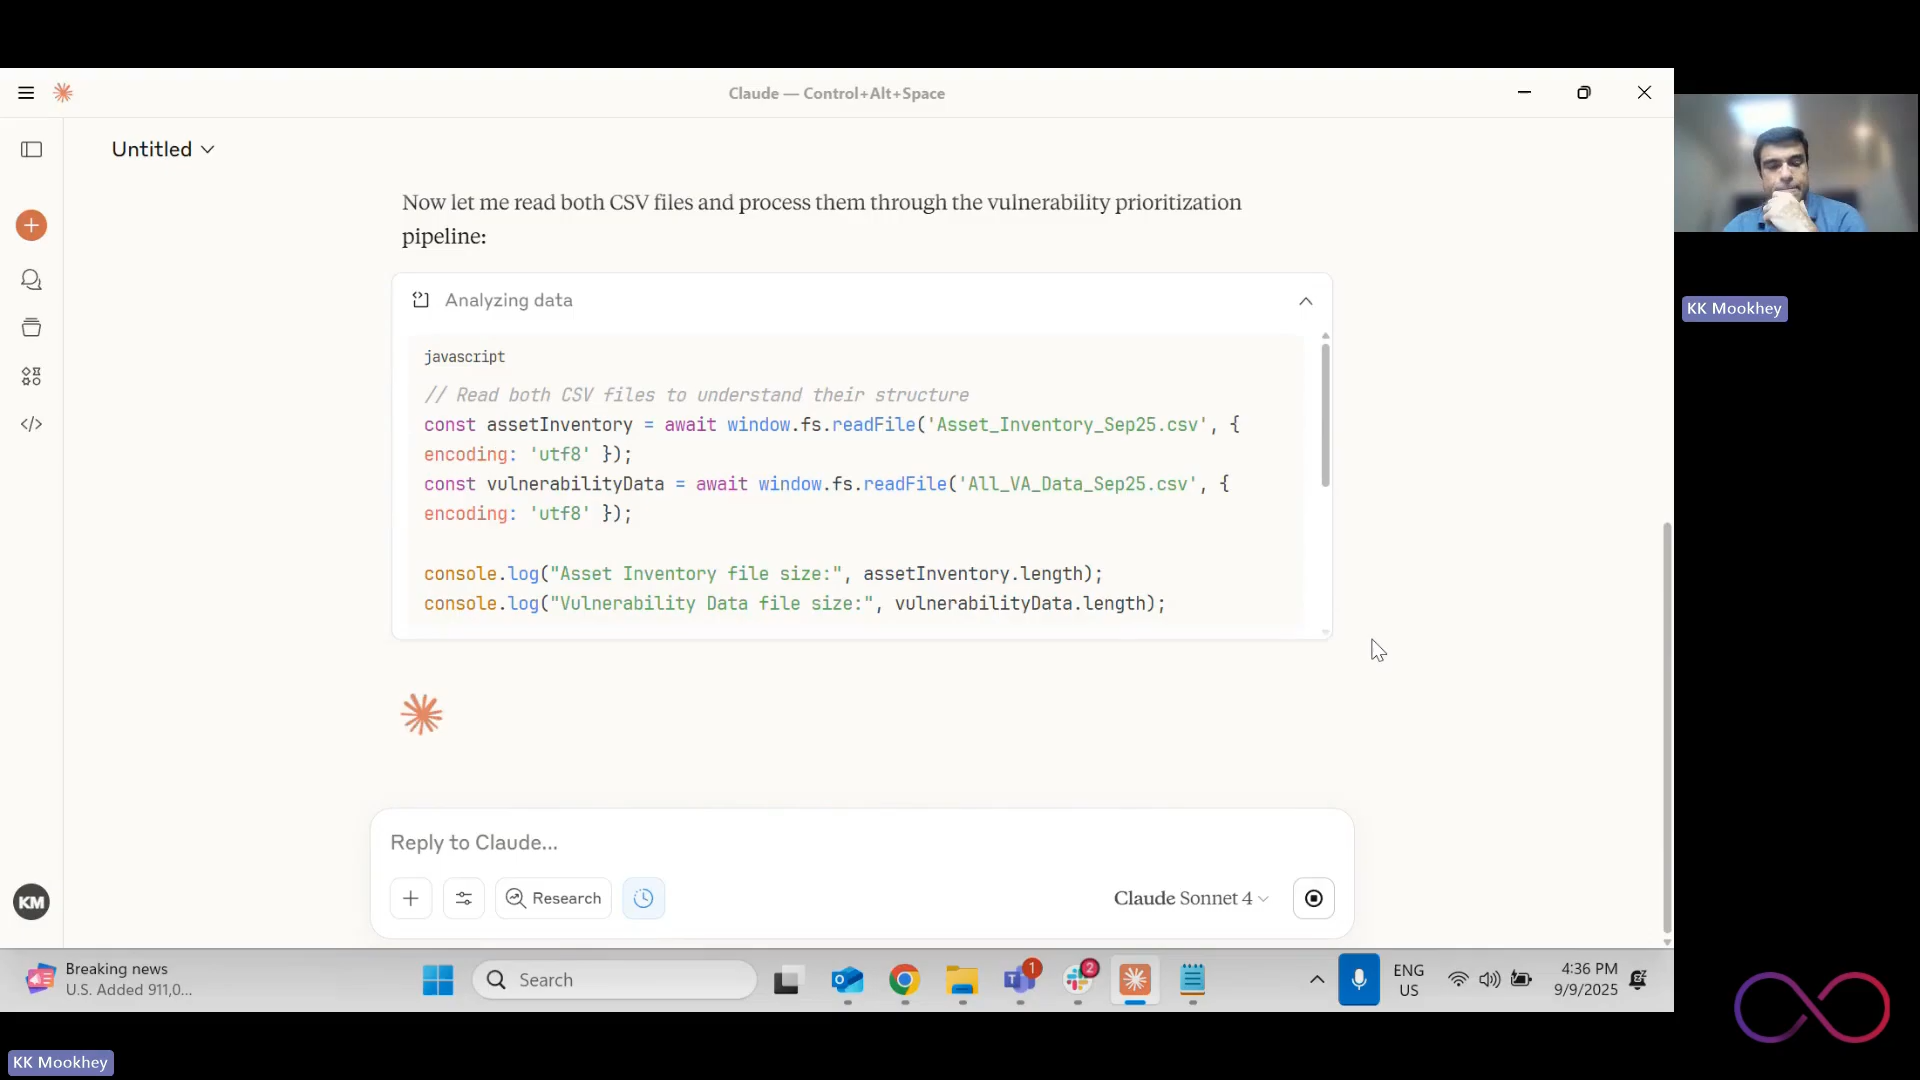 Claude — Control+Alt+Space
Untitled
Now let me read both CSV files and process them through the vulnerability prioritization
pipeline:
Analyzing data
javascript
// Read both CSV files to understand their structure
const assetInventory = await window.fs.readFile('Asset_Inventory_Sep25.csv', {
encoding: 'utf8' });
const vulnerabilityData = await window.fs.readFile('All_VA_Data_Sep25.csv', {
encoding: 'utf8' });
console.log("Asset Inventory file size:", assetInventory.length);
console.log("Vulnerability Data file size:", vulnerabilityData.length);
Reply to Claude...
Research
Claude Sonnet 4
KM
KK Mookhey
Breaking news
U.S. Added 911,0...
Search
1
2
ENG
US
4:36 PM
9/9/2025
KK Mookhey